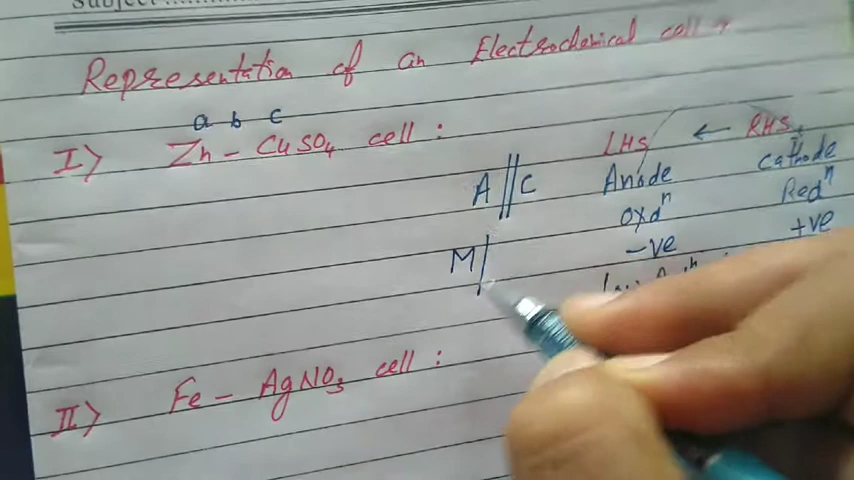 Subject
Representation of an Electrochemical cell →
a b c
I> Zn - CuSO4 cell :
LHS ← RHS
A || C Anode cathode
oxdⁿ Redⁿ
M | -ve +ve
II> Fe - AgNO3 cell :